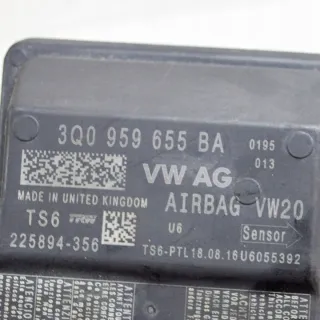 3Q0 959 655 BA
0195
013
VW AG
MADE IN UNITED KINGDOM
AIRBAG VW20
TS6 TRW
U6
Sensor
225894-356
TS6-PTL18.08.16U6055392